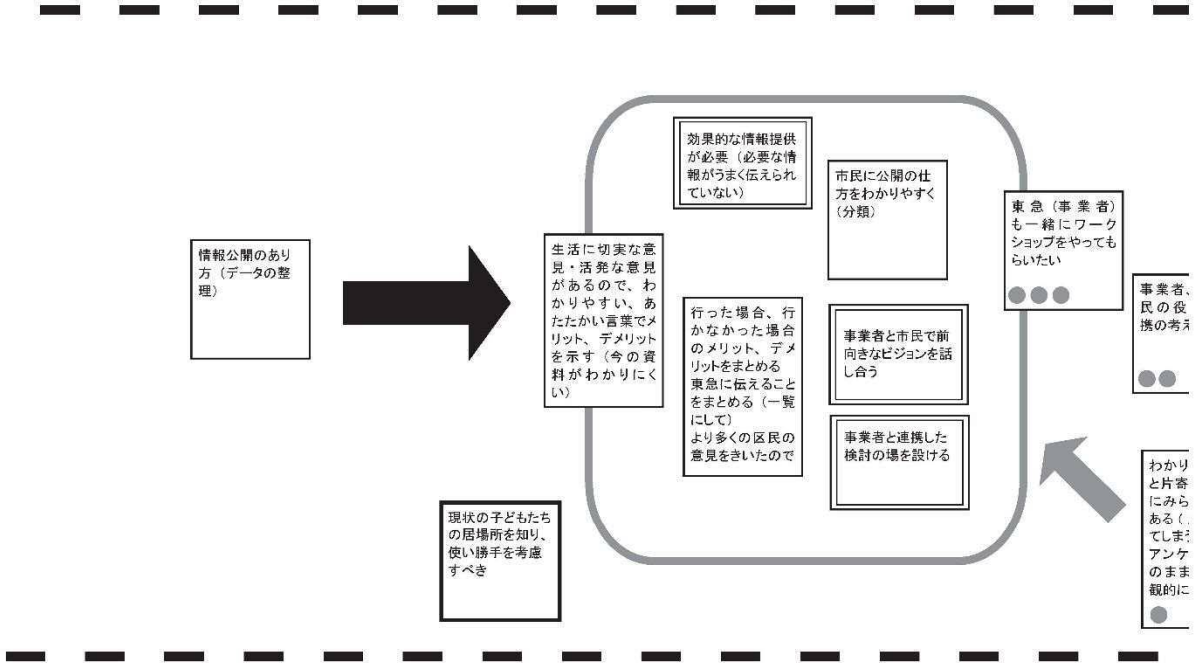 情報公開のあり
方（データの整
理）
生活に切実な意
見・活発な意見
があるので、わ
かりやすい、あ
たたかい言葉でメ
リット、デメリット
を示す（今の資
料がわかりにく
い）
現状の子どもたち
の居場所を知り、
使い勝手を考慮
すべき
効果的な情報提供
が必要（必要な情
報がうまく伝えられ
ていない）
市民に公開の仕
方をわかりやすく
（分類）
行った場合、行
かなかった場合
のメリット、デメ
リットをまとめる
東急に伝えること
をまとめる（一覧
にして）
より多くの区民の
意見をきいたので
事業者と市民で前
向きなビジョンを話
し合う
事業者と連携した
検討の場を設ける
東急（事業者）
も一緒にワーク
ショップをやっても
らいたい
事業者、
民の役
携の考え
わかり
と片寄
にみら
ある（
てしまう
アンケ
のまま
観的に